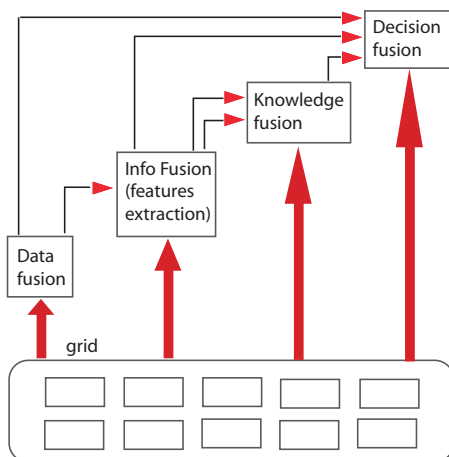 Decision
fusion
Knowledge
fusion
Info Fusion
(features
extraction)
Data
fusion
grid